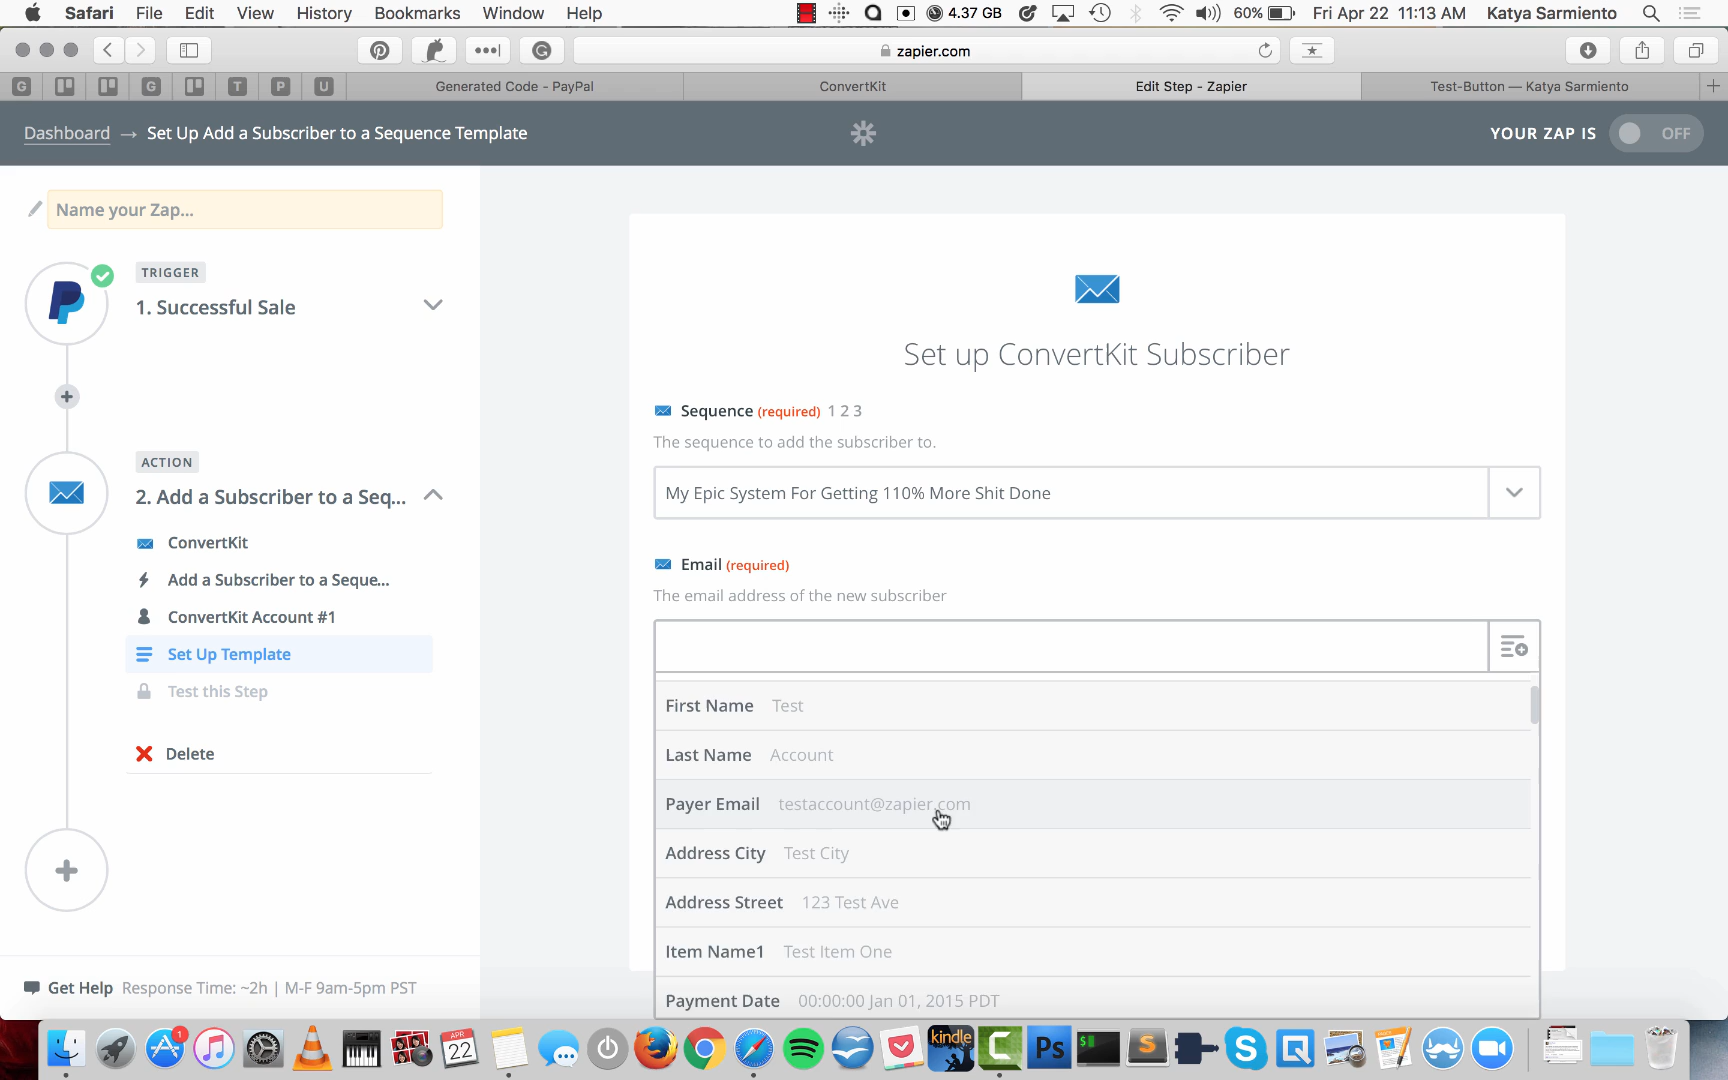 Safari File Edit View History Bookmarks Window Help 4.37 GB 60% Fri Apr 22 11:13 AM Katya Sarmiento
zapier.com
G G T P U Generated Code - PayPal ConvertKit Edit Step - Zapier Test-Button — Katya Sarmiento
Dashboard → Set Up Add a Subscriber to a Sequence Template YOUR ZAP IS OFF
Name your Zap...
TRIGGER
1. Successful Sale
ACTION
2. Add a Subscriber to a Seq...
ConvertKit
Add a Subscriber to a Seque...
ConvertKit Account #1
Set Up Template
Test this Step
Delete
Get Help Response Time: ~2h | M-F 9am-5pm PST
Set up ConvertKit Subscriber
Sequence (required) 1 2 3
The sequence to add the subscriber to.
My Epic System For Getting 110% More Shit Done
Email (required)
The email address of the new subscriber
First Name Test
Last Name Account
Payer Email testaccount@zapier.com
Address City Test City
Address Street 123 Test Ave
Item Name1 Test Item One
Payment Date 00:00:00 Jan 01, 2015 PDT
1 APR 22 kindle Ps $ S S Q